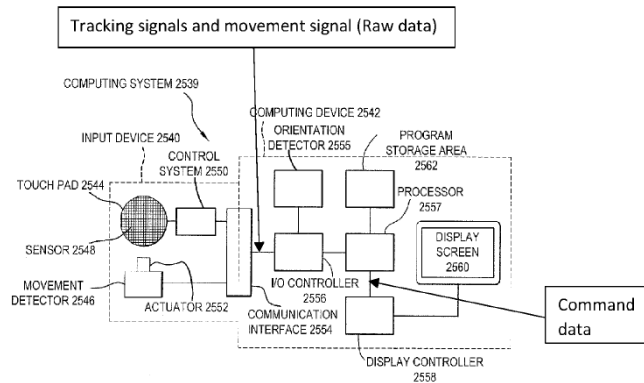 Tracking signals and movement signal (Raw data)
COMPUTING SYSTEM 2539
COMPUTING DEVICE 2542
INPUT DEVICE 2540
ORIENTATION
DETECTOR 2555
PROGRAM
STORAGE AREA
2562
CONTROL
SYSTEM 2550
TOUCH PAD 2544
PROCESSOR
2557
SENSOR 2548
DISPLAY
SCREEN
2560
MOVEMENT
DETECTOR 2546
ACTUATOR 2552
I/O CONTROLLER
2556
COMMUNICATION
INTERFACE 2554
Command
data
DISPLAY CONTROLLER
2558